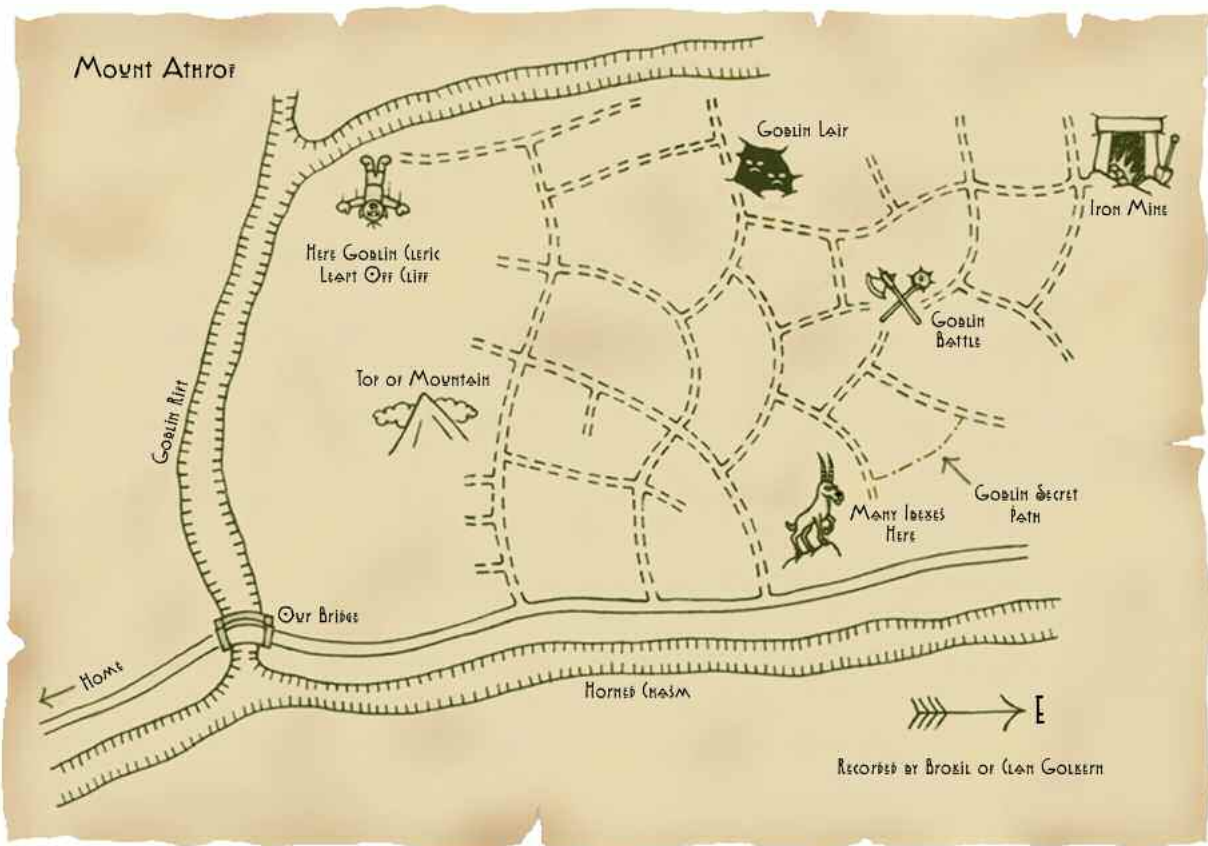 Mount Athrof
Goblin Lair
Iron Mine
Here Goblin Cleric
Leapt Off Cliff
Goblin
Battle
Top of Mountain
Goblin Rift
Goblin Secret
Path
Many Ibexes
Here
Our Bridge
Home
Horned Chasm
E
Recorded by Brokil of Clan Golkern